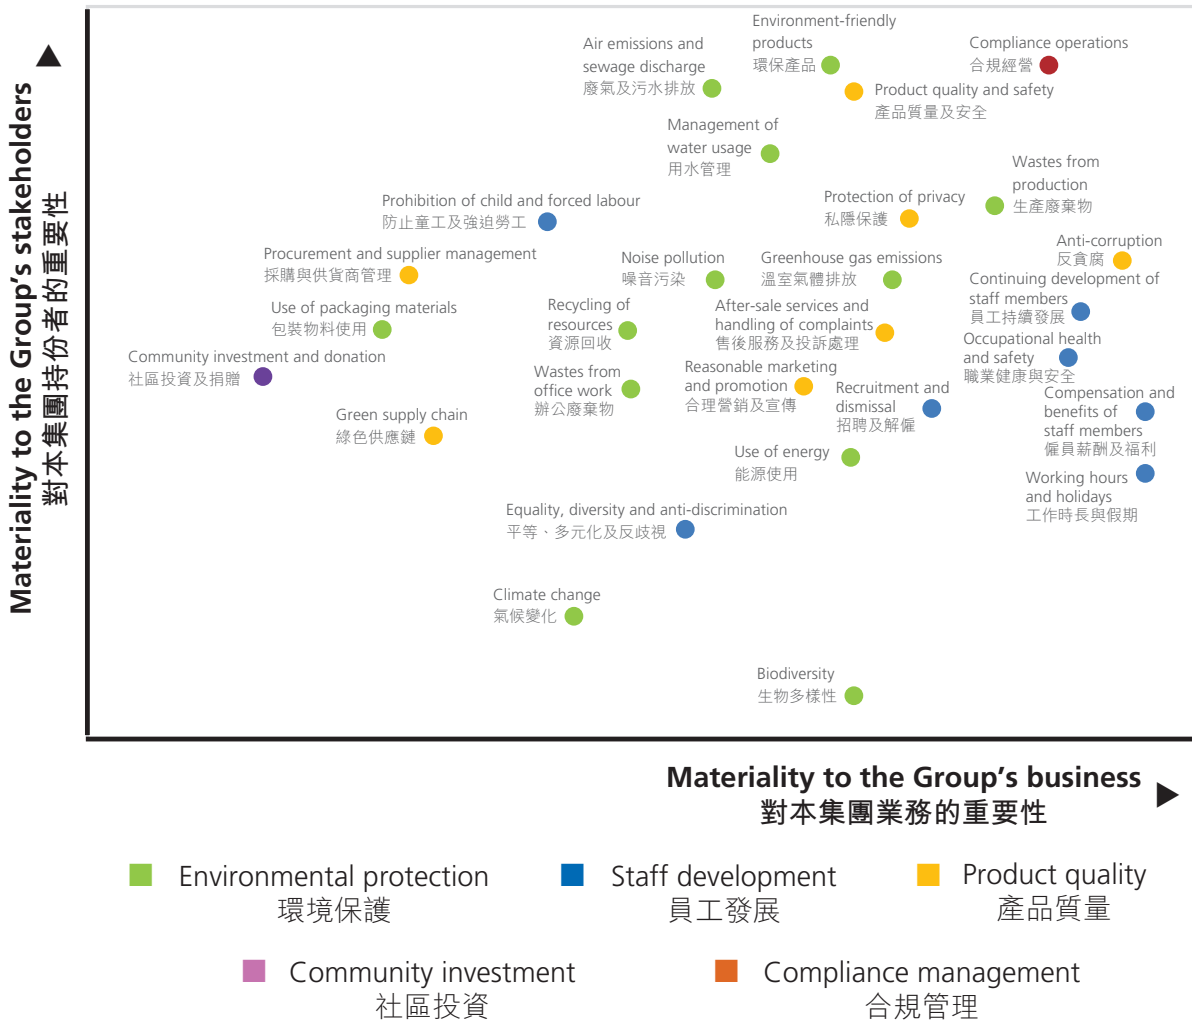 Materiality to the Group's stakeholders
對本集團持份者的重要性
Environment-friendly
products
環保產品
Air emissions and
sewage discharge
廢氣及污水排放
Compliance operations
合規經營
Product quality and safety
產品質量及安全
Management of
water usage
用水管理
Wastes from
production
生產廢棄物
Prohibition of child and forced labour
防止童工及強迫勞工
Protection of privacy
私隱保護
Anti-corruption
反貪腐
Procurement and supplier management
採購與供貨商管理
Noise pollution
噪音污染
Greenhouse gas emissions
溫室氣體排放
Continuing development of
staff members
員工持續發展
Use of packaging materials
包裝物料使用
Recycling of
resources
資源回收
After-sale services and
handling of complaints
售後服務及投訴處理
Occupational health
and safety
職業健康與安全
Community investment and donation
社區投資及捐贈
Wastes from
office work
辦公廢棄物
Reasonable marketing
and promotion
合理營銷及宣傳
Recruitment and
dismissal
招聘及解僱
Compensation and
benefits of
staff members
僱員薪酬及福利
Green supply chain
綠色供應鏈
Use of energy
能源使用
Working hours
and holidays
工作時長與假期
Equality, diversity and anti-discrimination
平等、多元化及反歧視
Climate change
氣候變化
Biodiversity
生物多樣性
Materiality to the Group's business
對本集團業務的重要性
Environmental protection
環境保護
Staff development
員工發展
Product quality
產品質量
Community investment
社區投資
Compliance management
合規管理